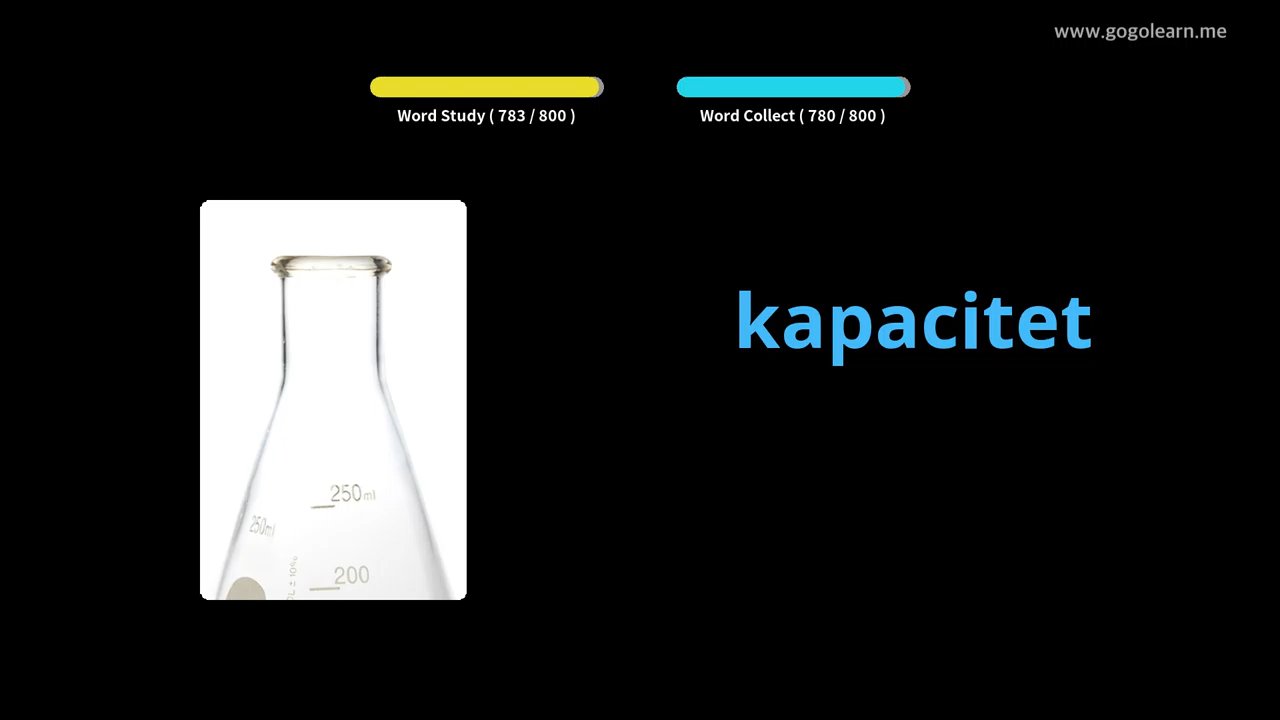 www.gogolearn.me
Word Study ( 783 / 800 )
Word Collect ( 780 / 800 )
kapacitet
250ml
250ml
200